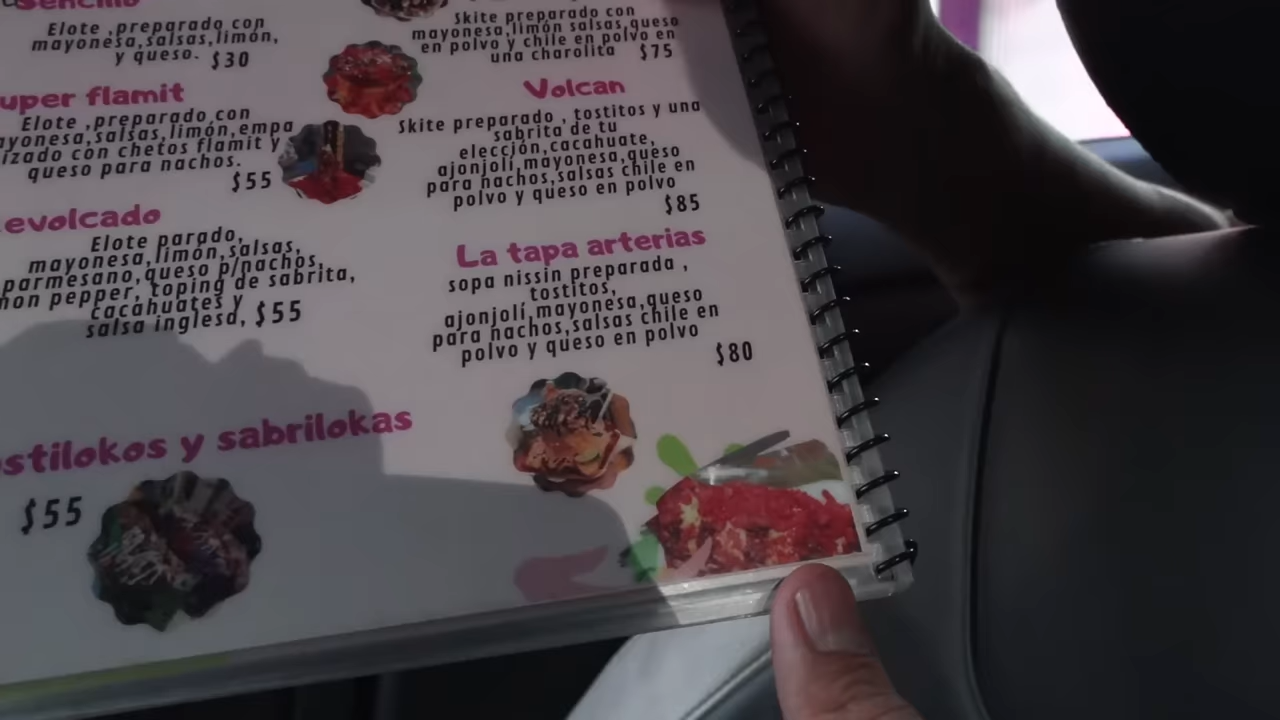 Sencillo
Elote ,preparado con
mayonesa,salsas,limón,
y queso. $30
uper flamit
Elote ,preparado con
ayonesa,salsas,limón,empa
izado con chetos flamit y
queso para nachos.
$55
evolcado
Elote parado,
mayonesa,limón,salsas,
parmesano,queso p/nachos,
mon pepper, toping de sabrita,
cacahuates y
salsa inglesa, $55
ostilokos y sabrilokas
$55
Skite preparado con
mayonesa,limón salsas,queso
en polvo y chile en polvo en
una charolita $75
Volcan
Skite preparado , tostitos y una
sabrita de tu
elección,cacahuate,
ajonjolí,mayonesa,queso
para nachos,salsas chile en
polvo y queso en polvo
$85
La tapa arterias
sopa nissin preparada ,
tostitos,
ajonjolí,mayonesa,queso
para nachos,salsas chile en
polvo y queso en polvo
$80